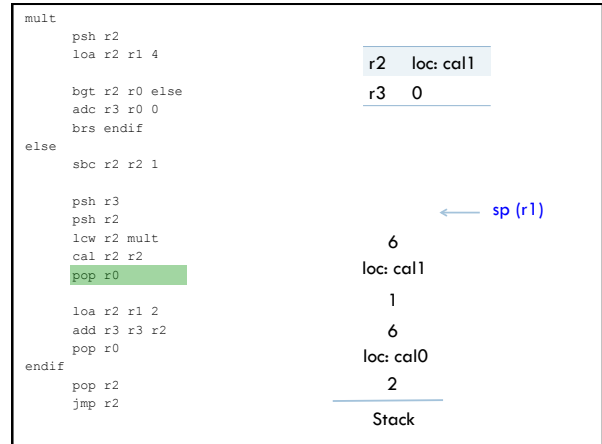 mult
psh r2
loa r2 r1 4
bgt r2 r0 else
adc r3 r0 0
brs endif
else
sbc r2 r2 1
psh r3
psh r2
lcw r2 mult
cal r2 r2
pop r0
loa r2 r1 2
add r3 r3 r2
pop r0
endif
pop r2
jmp r2
r2 loc: cal1
r3 0
sp (r1)
6
loc: cal1
1
6
loc: cal0
2
Stack